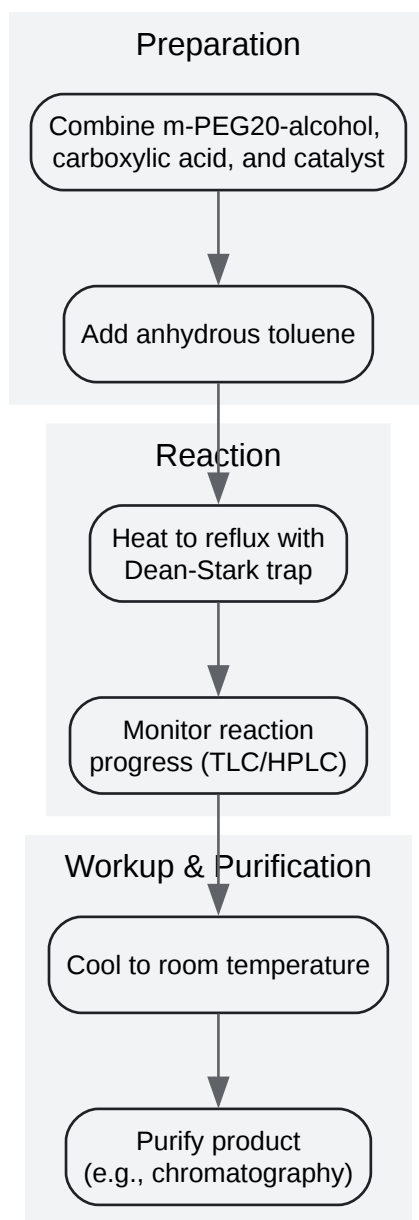 Preparation
Combine m-PEG20-alcohol,
carboxylic acid, and catalyst
Add anhydrous toluene
Reaction
Heat to reflux with
Dean-Stark trap
Monitor reaction
progress (TLC/HPLC)
Workup & Purification
Cool to room temperature
Purify product
(e.g., chromatography)